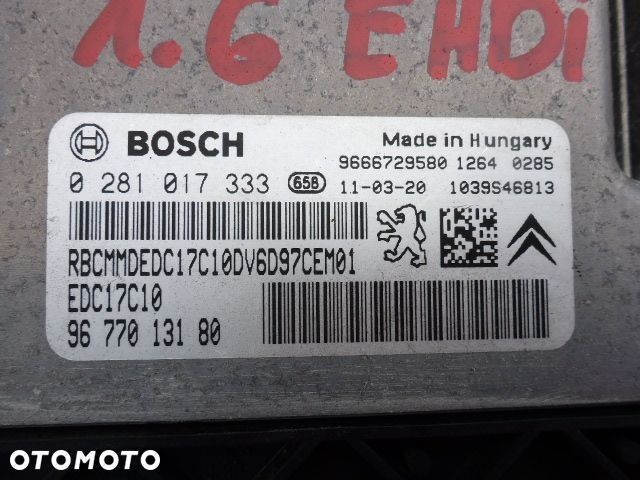 1.6 EHDi
BOSCH
Made in Hungary
9666729580 1264 0285
0 281 017 333 658 11-03-20 1039S46813
RBCMMDEDC17C10DV6D97CEM01
EDC17C10
96 770 131 80
OTOMOTO